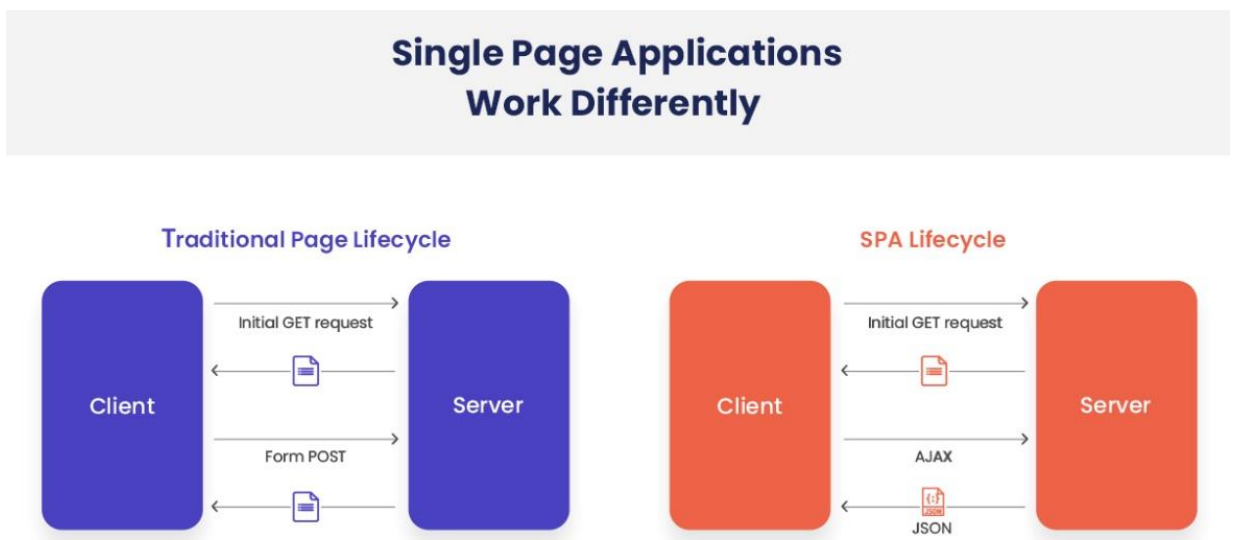 Single Page Applications
Work Differently
Traditional Page Lifecycle
Client
Initial GET request
Form POST
Server
SPA Lifecycle
Client
Initial GET request
AJAX
{;}
JSON
JSON
Server